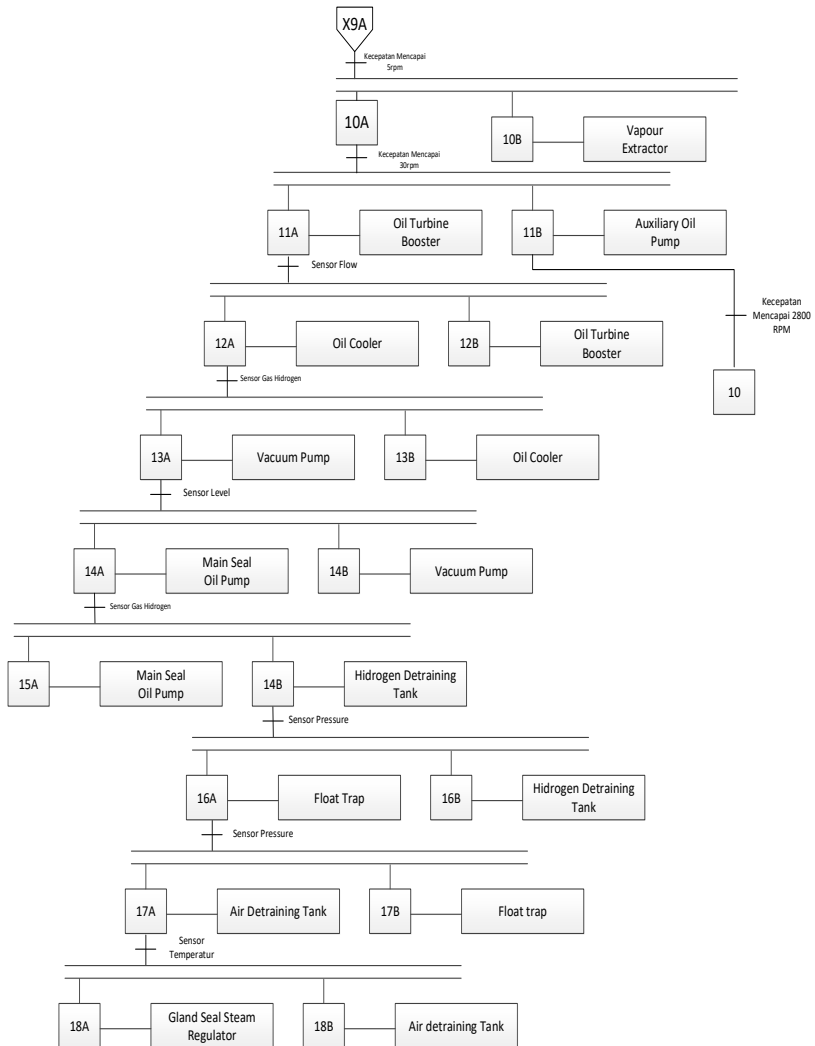 X9A
Kecepatan Mencapai
5rpm
10A
10B
Vapour
Extractor
Kecepatan Mencapai
30rpm
11A
Oil Turbine
Booster
11B
Auxiliary Oil
Pump
Sensor Flow
Kecepatan
Mencapai 2800
RPM
12A
Oil Cooler
12B
Oil Turbine
Booster
Sensor Gas Hidrogen
10
13A
Vacuum Pump
13B
Oil Cooler
Sensor Level
14A
Main Seal
Oil Pump
14B
Vacuum Pump
Sensor Gas Hidrogen
15A
Main Seal
Oil Pump
14B
Hidrogen Detraining
Tank
Sensor Pressure
16A
Float Trap
16B
Hidrogen Detraining
Tank
Sensor Pressure
17A
Air Detraining Tank
17B
Float trap
Sensor
Temperatur
18A
Gland Seal Steam
Regulator
18B
Air detraining Tank